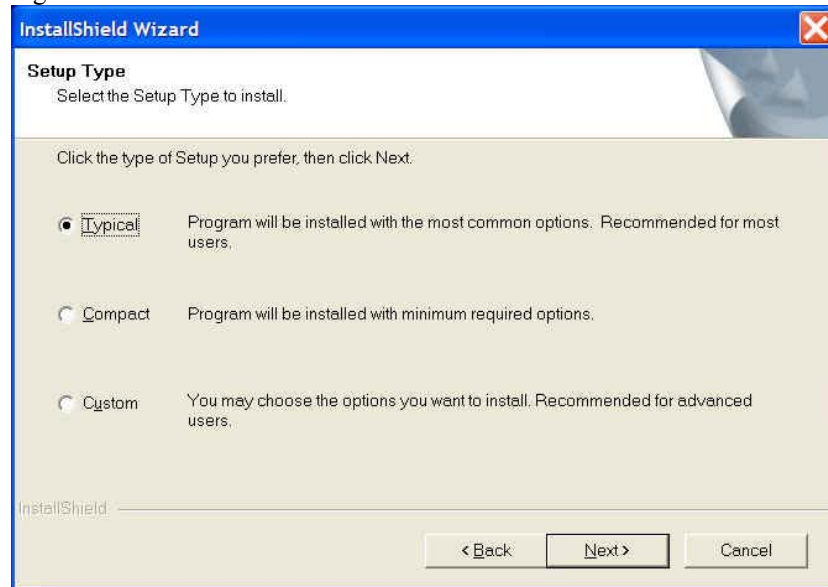 InstallShield Wizard
Setup Type
Select the Setup Type to install.
Click the type of Setup you prefer, then click Next.
Typical
Program will be installed with the most common options. Recommended for most
users.
Compact
Program will be installed with minimum required options.
Custom
You may choose the options you want to install. Recommended for advanced
users.
InstallShield
< Back
Next >
Cancel